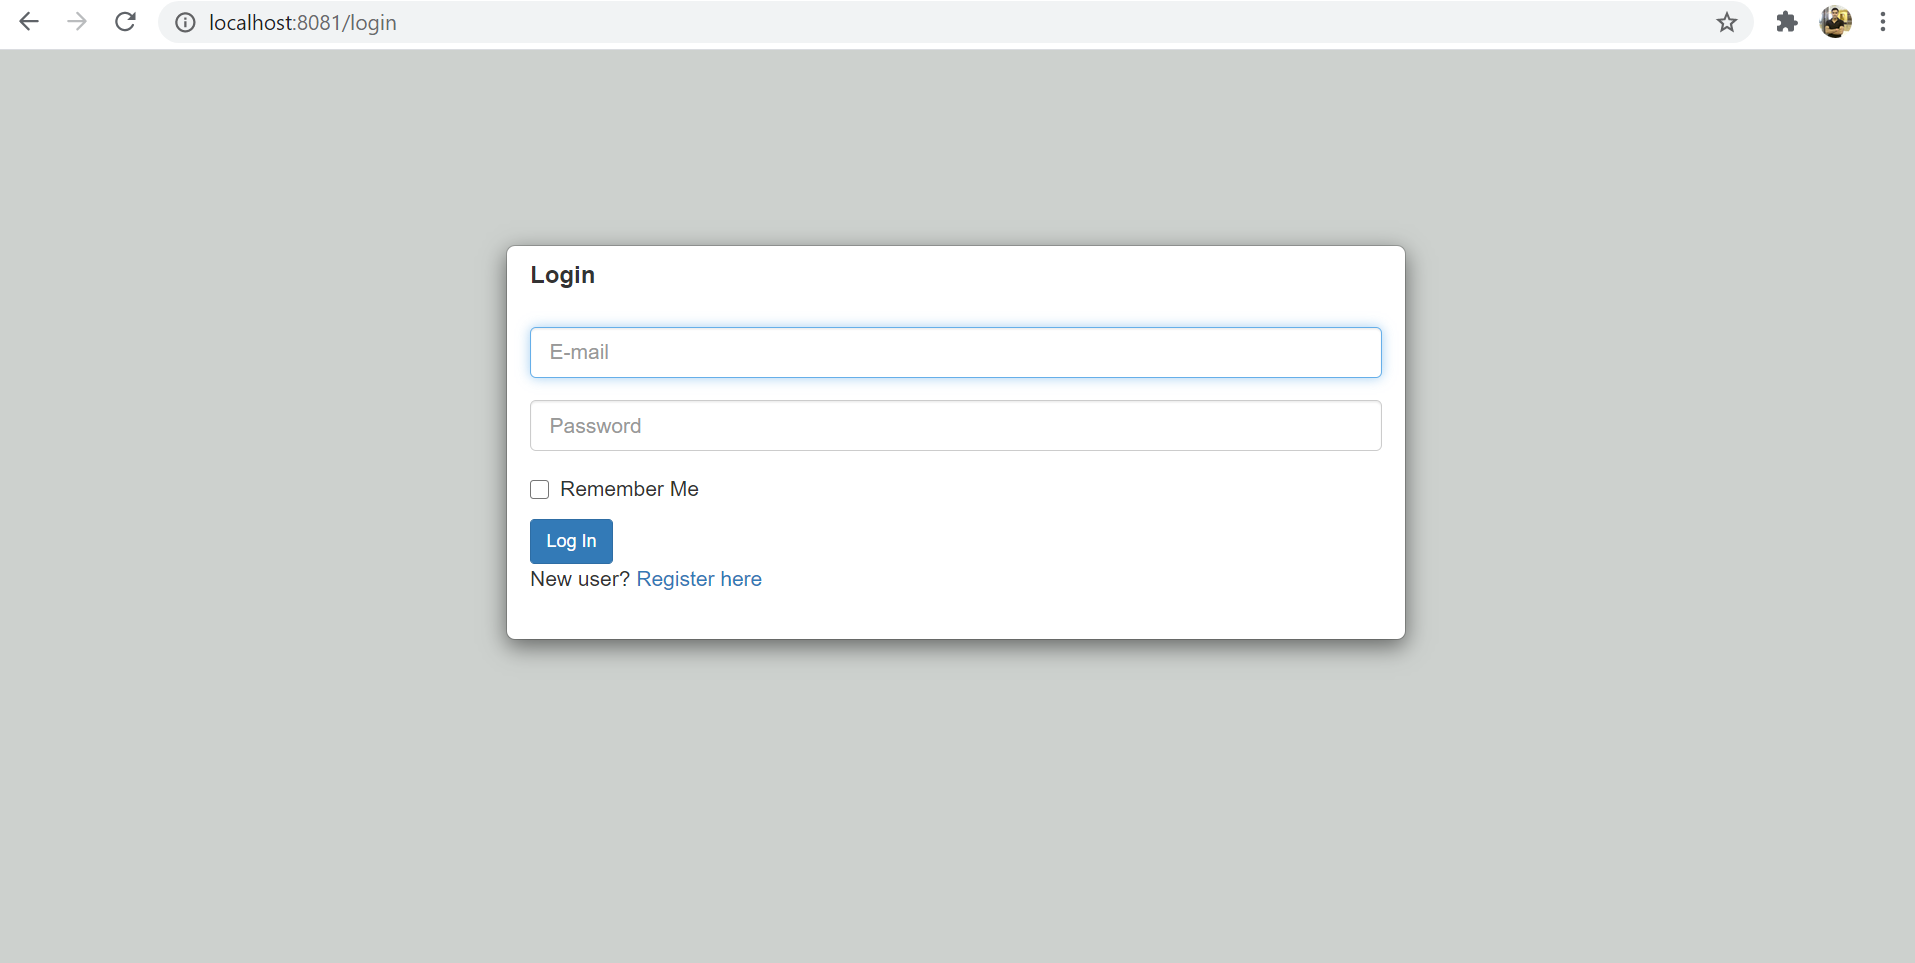 localhost:8081/login
Login
E-mail
Password
Remember Me
Log In
New user? Register here